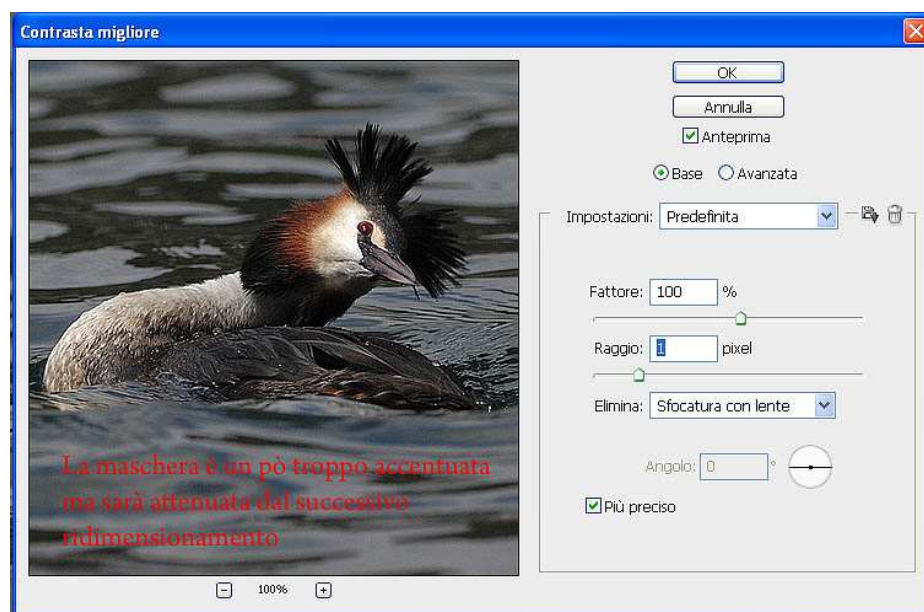 Contrasta migliore
OK
Annulla
Anteprima
Base Avanzata
Impostazioni: Predefinita
Fattore: 100 %
Raggio: 1 pixel
Elimina: Sfocatura con lente
Angolo: 0 °
Più preciso
La maschera è un pò troppo accentuata
ma sarà attenuata dal successivo
ridimensionamento
100%